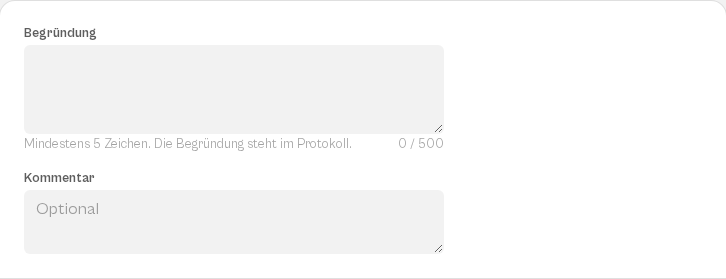 Begründung
Mindestens 5 Zeichen. Die Begründung steht im Protokoll. 0 / 500
Kommentar
Optional